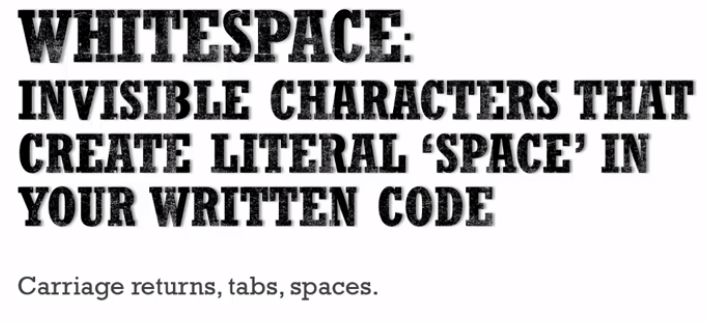 WHITESPACE:
INVISIBLE CHARACTERS THAT
CREATE LITERAL ‘SPACE’ IN
YOUR WRITTEN CODE
Carriage returns, tabs, spaces.